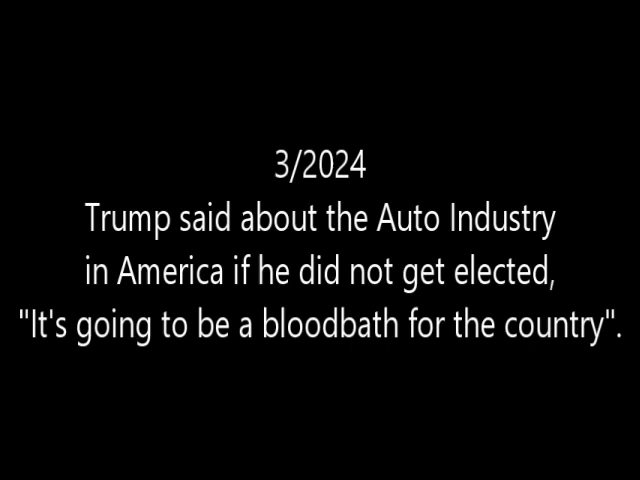 3/2024
Trump said about the Auto Industry
in America if he did not get elected,
"It's going to be a bloodbath for the country".